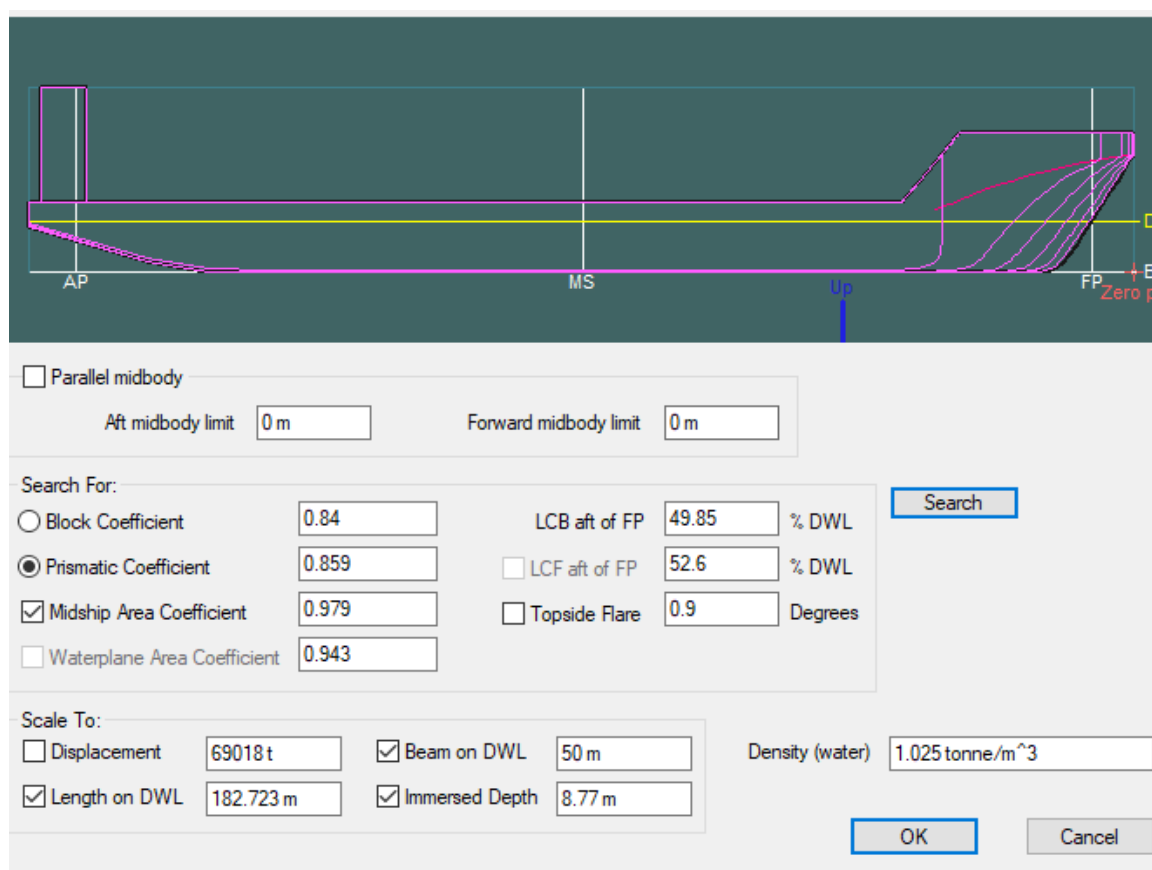 D
AP MS FP B
Up Zero p
Parallel midbody
Aft midbody limit 0 m Forward midbody limit 0 m
Search For:
Block Coefficient 0.84 LCB aft of FP 49.85 % DWL Search
Prismatic Coefficient 0.859 LCF aft of FP 52.6 % DWL
Midship Area Coefficient 0.979 Topside Flare 0.9 Degrees
Waterplane Area Coefficient 0.943
Scale To:
Displacement 69018 t Beam on DWL 50 m Density (water) 1.025 tonne/m^3
Length on DWL 182.723 m Immersed Depth 8.77 m
OK Cancel